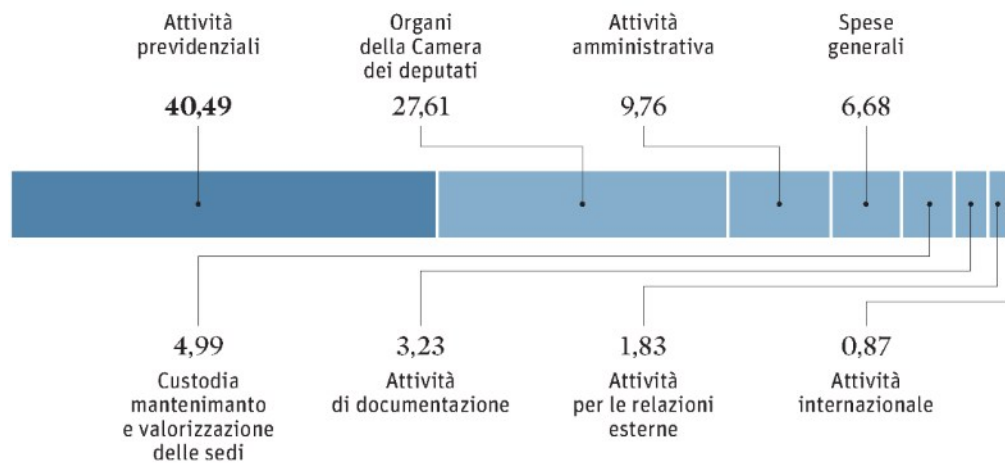 Attività
previdenziali
40,49
Organi
della Camera
dei deputati
27,61
Attività
amministrativa
9,76
Spese
generali
6,68
4,99
Custodia
mantenimanto
e valorizzazione
delle sedi
3,23
Attività
di documentazione
1,83
Attività
per le relazioni
esterne
0,87
Attività
internazionale